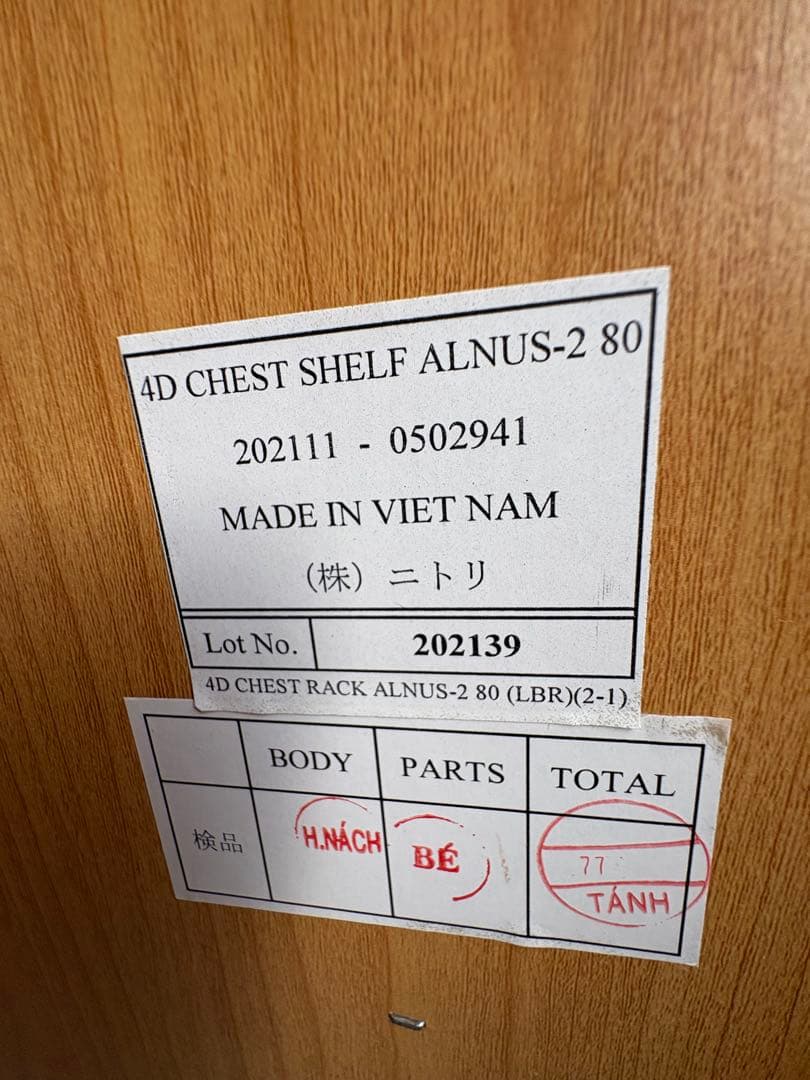 4D CHEST SHELF ALNUS-2 80
202111 - 0502941
MADE IN VIET NAM
（株）ニトリ
Lot No. 202139
4D CHEST RACK ALNUS-2 80 (LBR)(2-1)
BODY PARTS TOTAL
検品 H.NÁCH BÉ 77 TÁNH